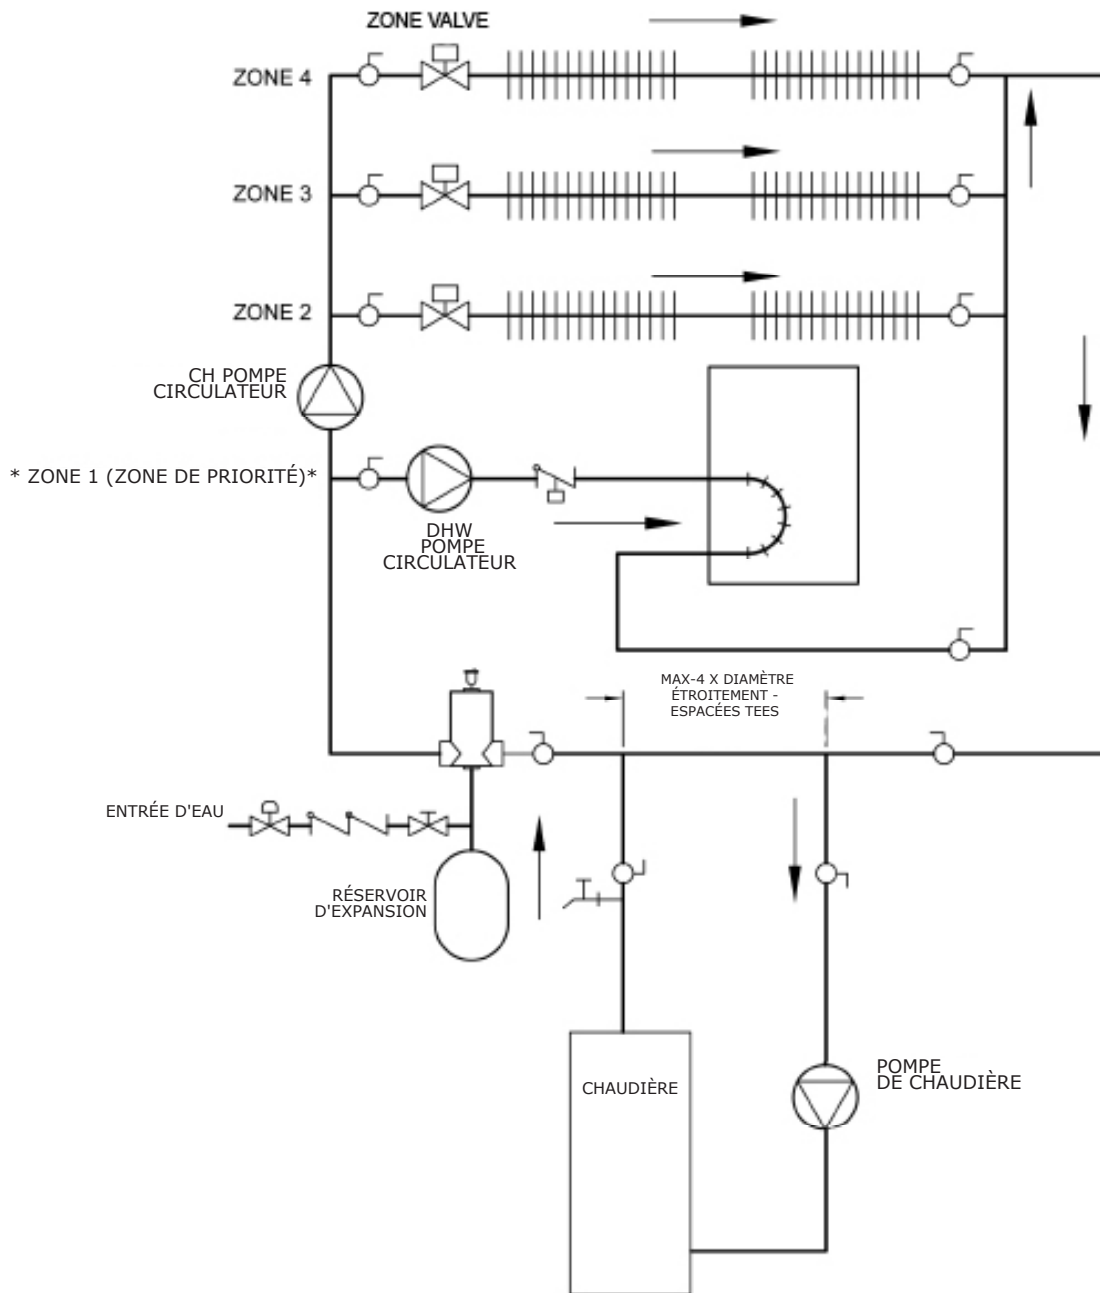 ZONE VALVE
ZONE 4
ZONE 3
ZONE 2
CH POMPE
CIRCULATEUR
* ZONE 1 (ZONE DE PRIORITÉ)*
DHW
POMPE
CIRCULATEUR
MAX-4 X DIAMÈTRE
ÉTROITEMENT -
ESPACÉES TEES
ENTRÉE D'EAU
RÉSERVOIR
D'EXPANSION
CHAUDIÈRE
POMPE
DE CHAUDIÈRE